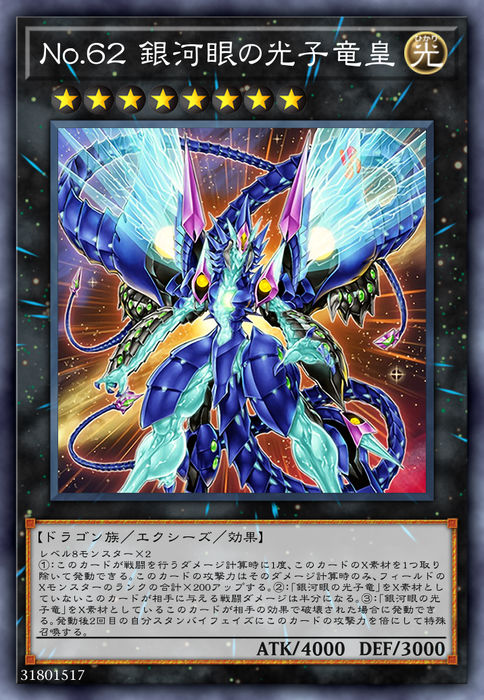 No.62 銀河眼の光子竜皇
ひかり
光
【ドラゴン族／エクシーズ／効果】
レベル8モンスター×2
①:このカードが戦闘を行うダメージ計算時に1度、このカードのX素材を1つ取り
除いて発動できる。このカードの攻撃力はそのダメージ計算時のみ、フィールドの
Xモンスターのランクの合計×200アップする。②:「銀河眼の光子竜」をX素材とし
ていないこのカードが相手に与える戦闘ダメージは半分になる。③:「銀河眼の光
子竜」をX素材としているこのカードが相手の効果で破壊された場合に発動でき
る。発動後2回目の自分スタンバイフェイズにこのカードの攻撃力を倍にして特殊
召喚する。
ATK/4000 DEF/3000
31801517